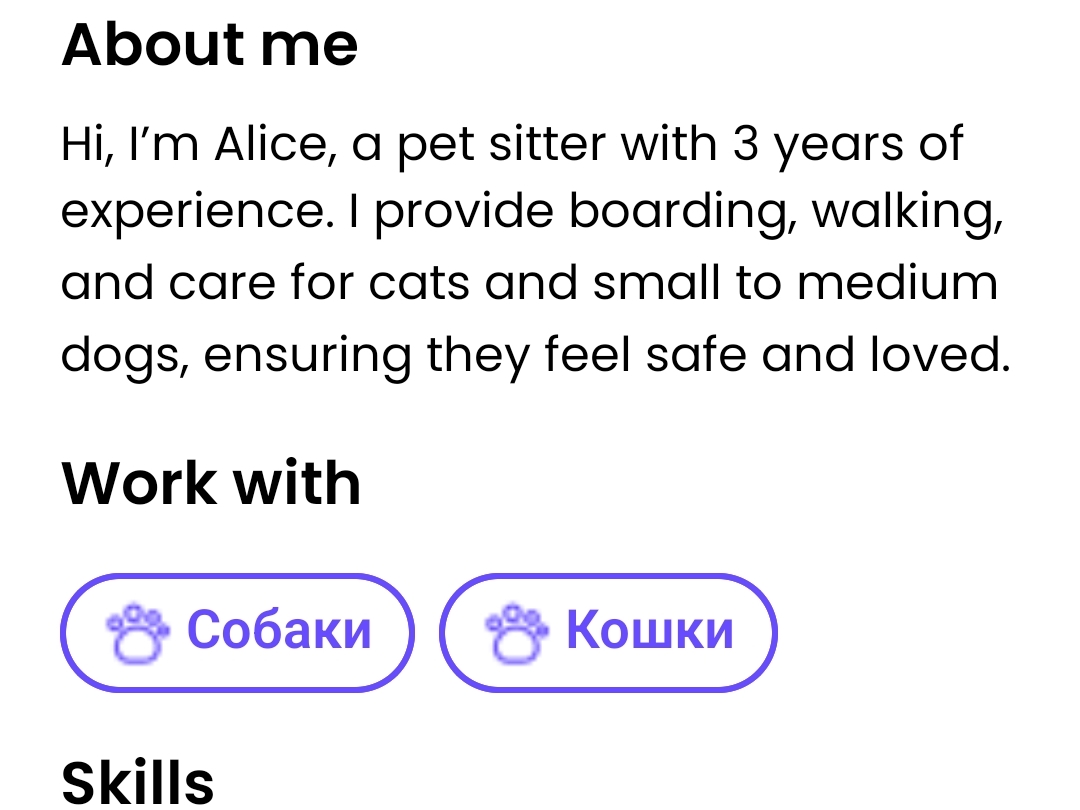 About me
Hi, I’m Alice, a pet sitter with 3 years of
experience. I provide boarding, walking,
and care for cats and small to medium
dogs, ensuring they feel safe and loved.
Work with
Собаки Кошки
Skills